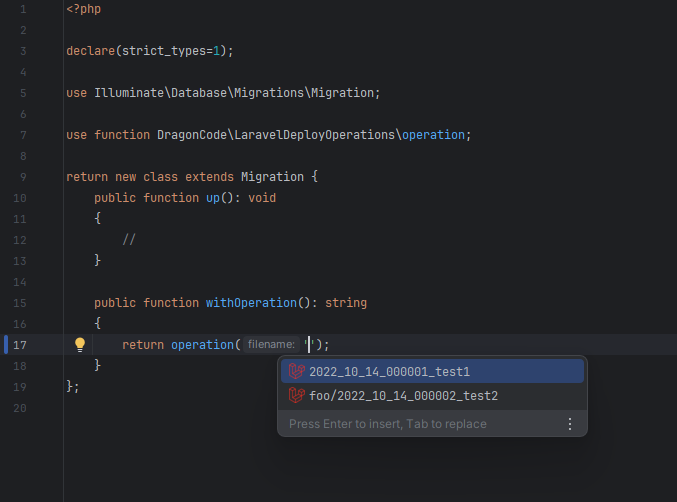 1 <?php
2
3 declare(strict_types=1);
4
5 use Illuminate\Database\Migrations\Migration;
6
7 use function DragonCode\LaravelDeployOperations\operation;
8
9 return new class extends Migration {
10     public function up(): void
11     {
12         //
13     }
14
15     public function withOperation(): string
16     {
17         return operation( filename: '');
2022_10_14_000001_test1
18     }
foo/2022_10_14_000002_test2
19 };
20
Press Enter to insert, Tab to replace